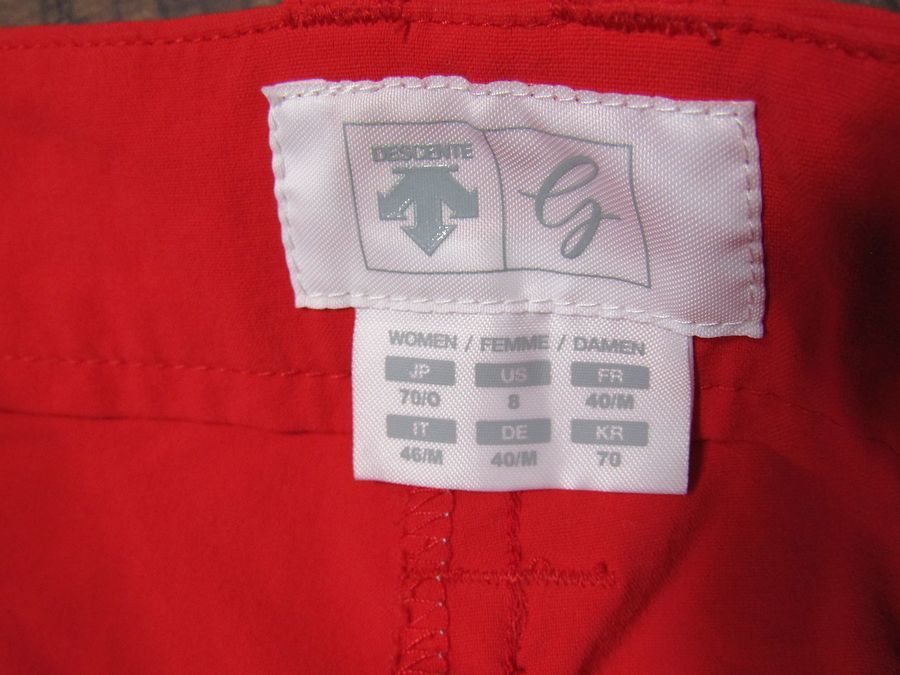 DESCENTE
WOMEN / FEMME / DAMEN
JP US FR
70/O 8 40/M
IT DE KR
46/M 40/M 70